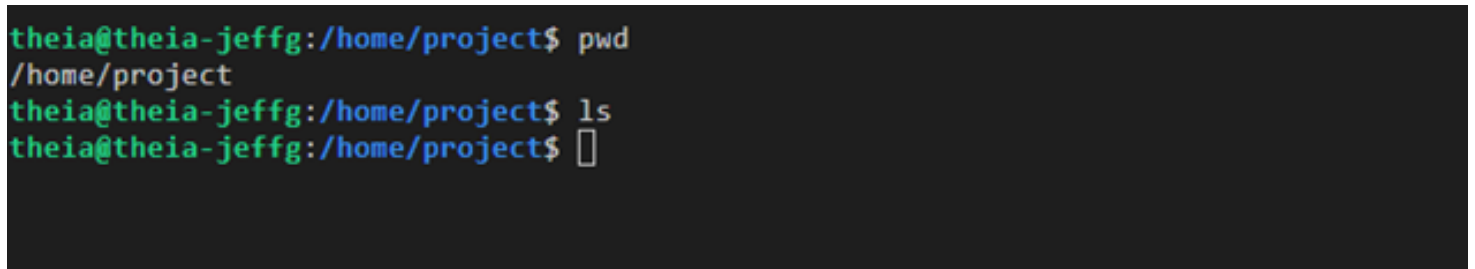 theia@theia-jeffg:/home/project$ pwd
/home/project
theia@theia-jeffg:/home/project$ ls
theia@theia-jeffg:/home/project$